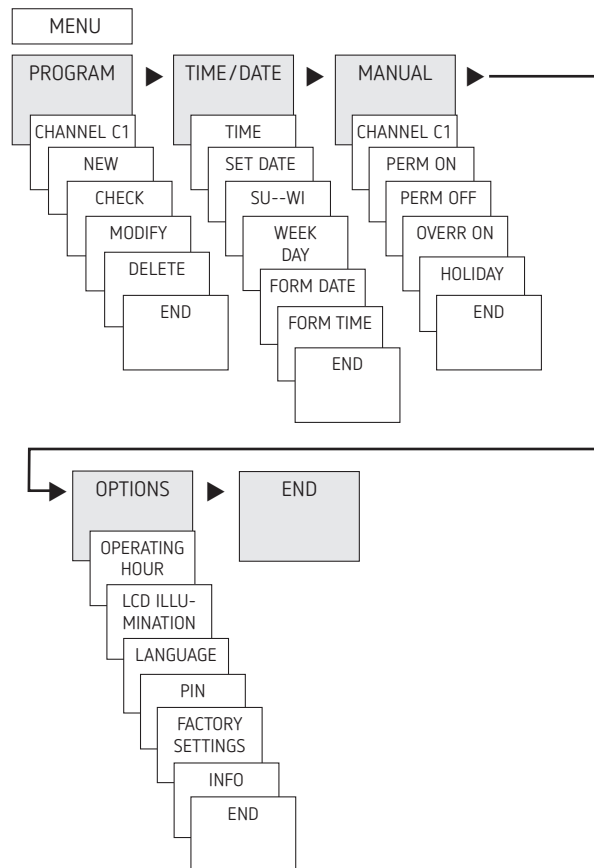 MENU
PROGRAM
CHANNEL C1
NEW
CHECK
MODIFY
DELETE
END
TIME/DATE
TIME
SET DATE
SU--WI
WEEK
DAY
FORM DATE
FORM TIME
END
MANUAL
CHANNEL C1
PERM ON
PERM OFF
OVERR ON
HOLIDAY
END
OPTIONS
OPERATING
HOUR
LCD ILLU-
MINATION
LANGUAGE
PIN
FACTORY
SETTINGS
INFO
END
END